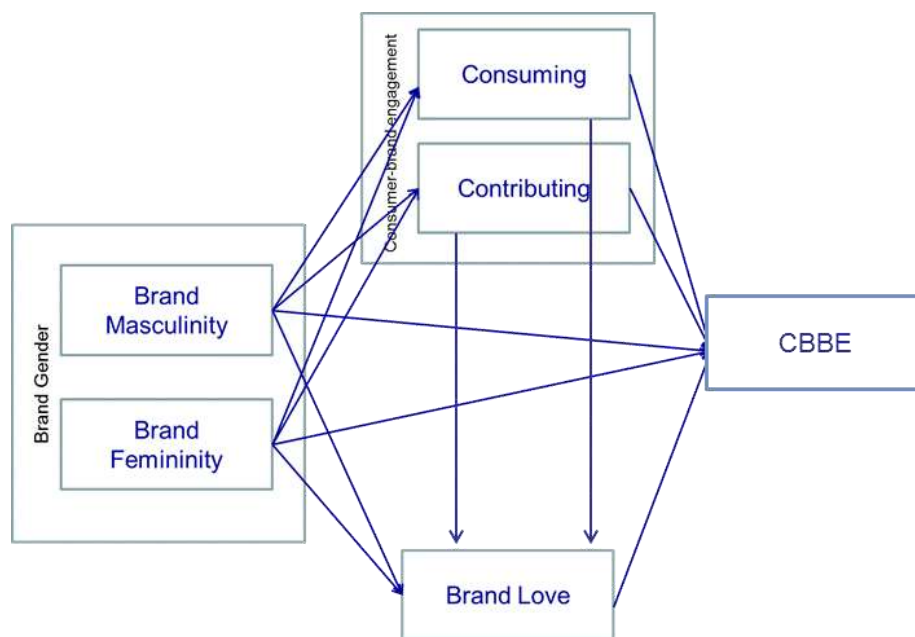 Consumer-brand engagement
Consuming
Contributing
Brand Gender
Brand
Masculinity
Brand
Femininity
CBBE
Brand Love